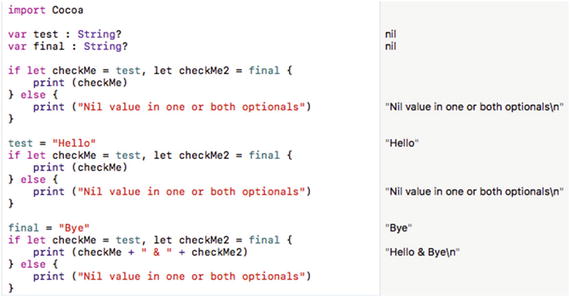 import Cocoa
var test : String? nil
var final : String? nil
if let checkMe = test, let checkMe2 = final {
print (checkMe)
} else {
print ("Nil value in one or both optionals") "Nil value in one or both optionals\n"
}
test = "Hello" "Hello"
if let checkMe = test, let checkMe2 = final {
print (checkMe)
} else {
print ("Nil value in one or both optionals") "Nil value in one or both optionals\n"
}
final = "Bye" "Bye"
if let checkMe = test, let checkMe2 = final {
print (checkMe + " & " + checkMe2) "Hello & Bye\n"
} else {
print ("Nil value in one or both optionals")
}